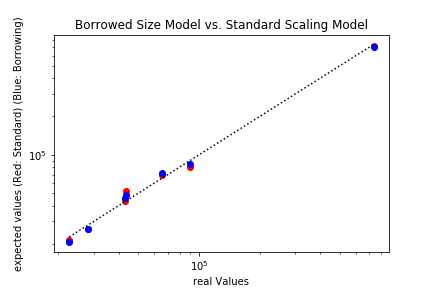 Borrowed Size Model vs. Standard Scaling Model
expected values (Red: Standard) (Blue: Borrowing)
10⁵
10⁵
real Values